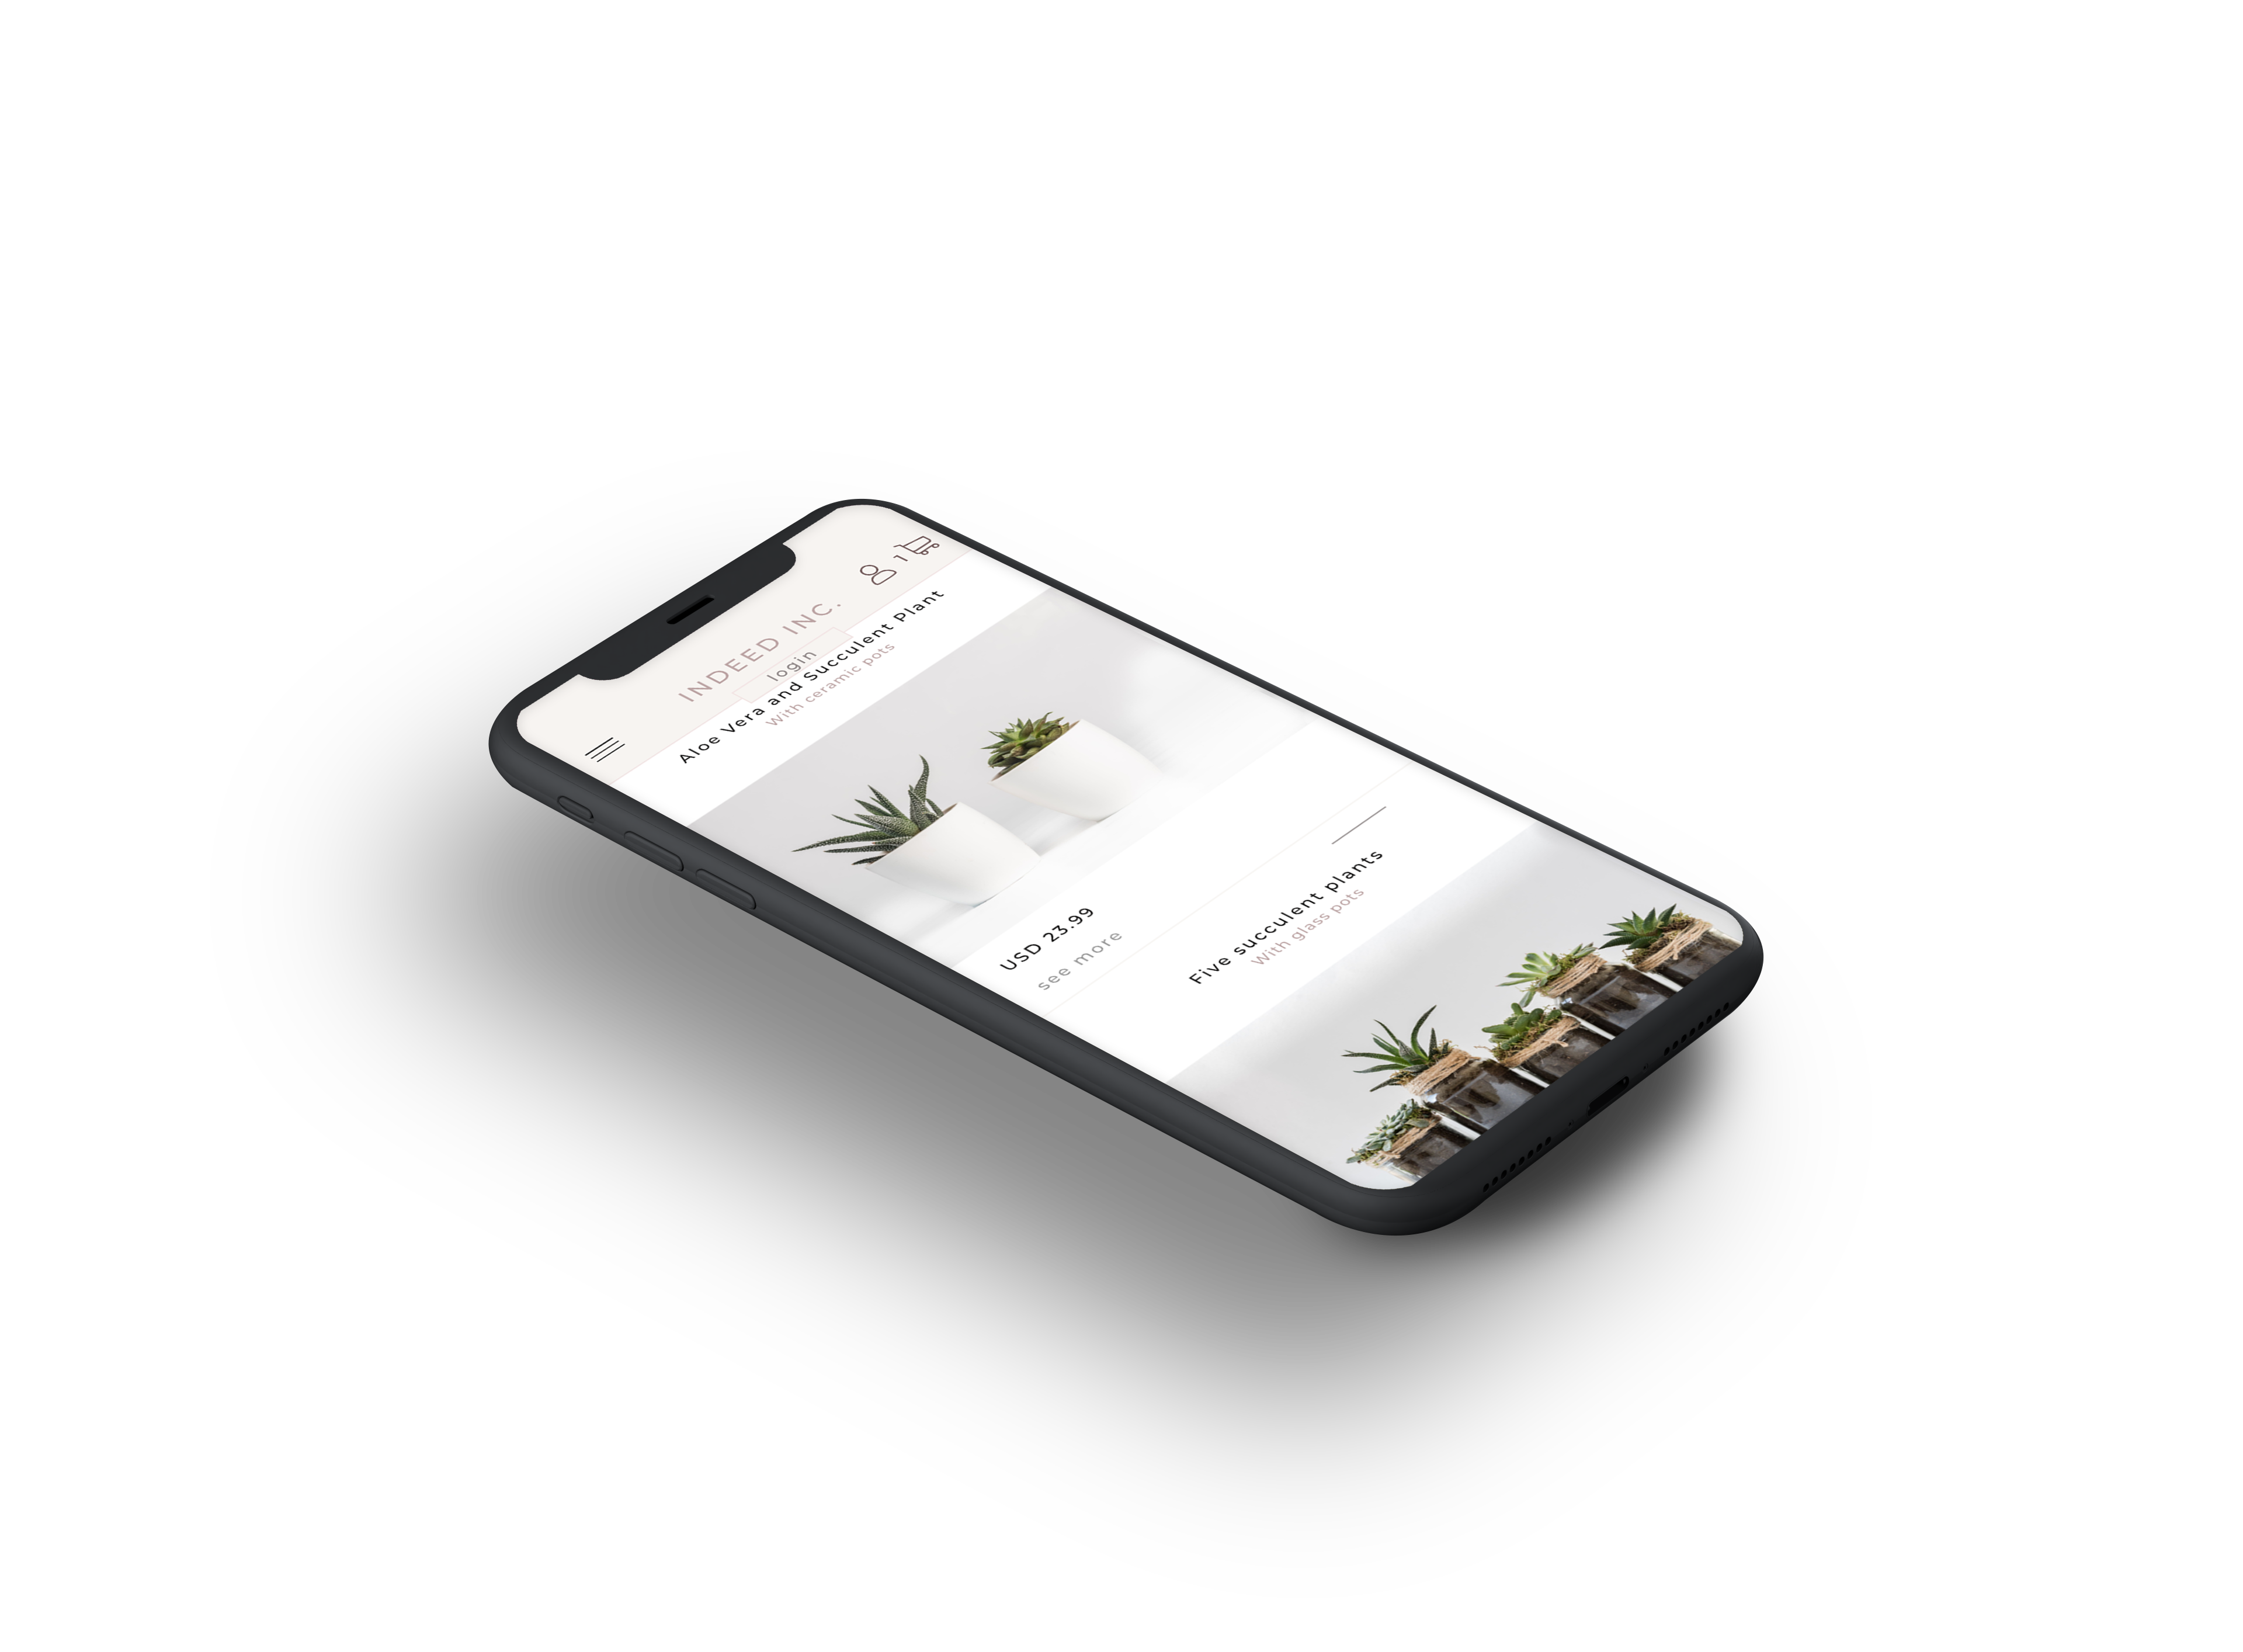 INDEED INC.
1
login
Aloe Vera and Succulent Plant
With ceramic pots
USD 23.99
see more
Five succulent plants
With glass pots